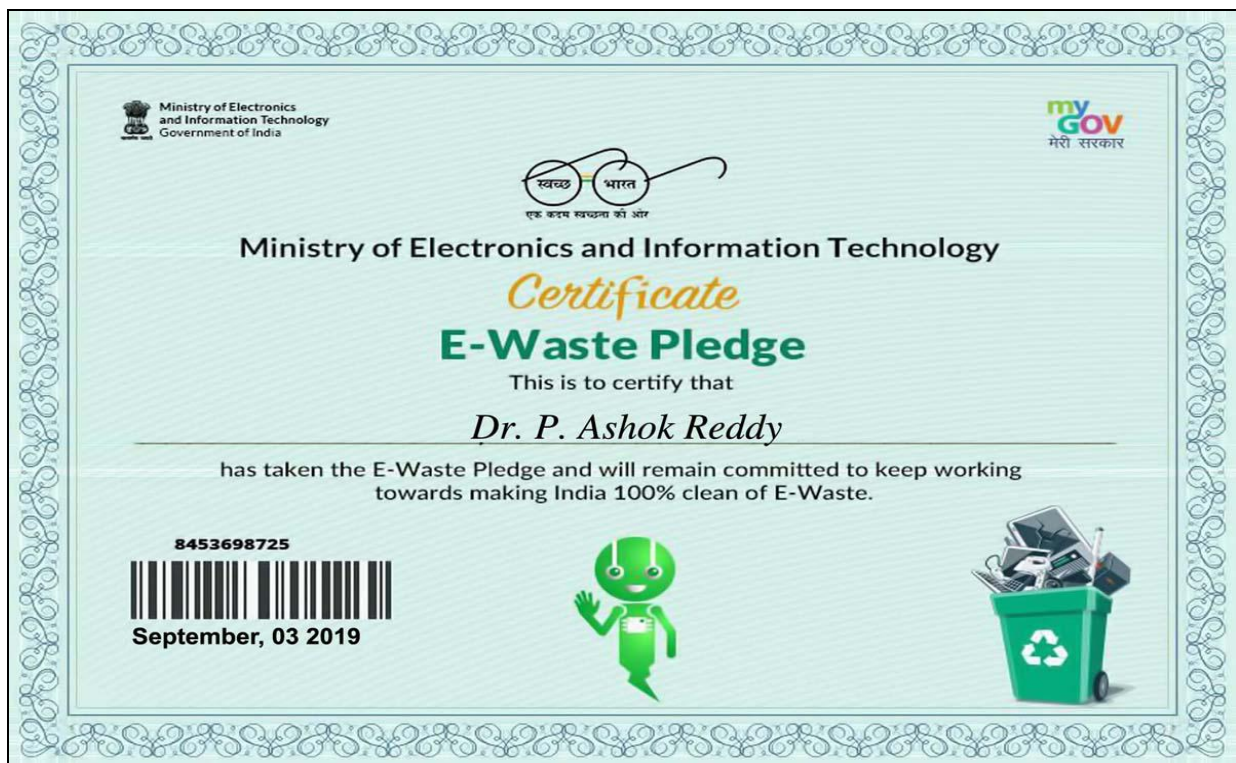 Ministry of Electronics
and Information Technology
Government of India
my
GOV
मेरी सरकार
स्वच्छ भारत
एक कदम स्वच्छता की ओर
Ministry of Electronics and Information Technology
Certificate
E-Waste Pledge
This is to certify that
Dr. P. Ashok Reddy
has taken the E-Waste Pledge and will remain committed to keep working
towards making India 100% clean of E-Waste.
8453698725
September, 03 2019